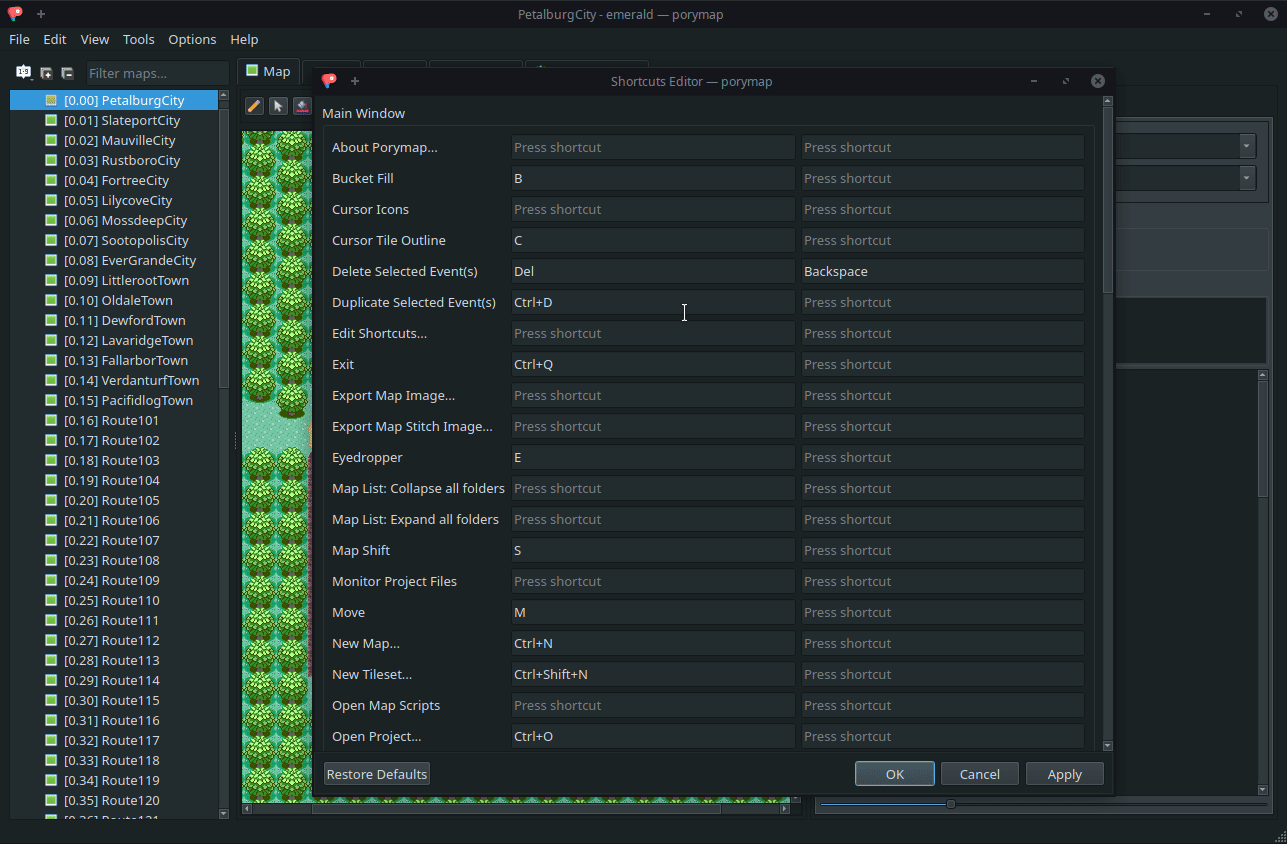 PetalburgCity - emerald — porymap
File Edit View Tools Options Help
Filter maps...
Map
[0.00] PetalburgCity
[0.01] SlateportCity
[0.02] MauvilleCity
[0.03] RustboroCity
[0.04] FortreeCity
[0.05] LilycoveCity
[0.06] MossdeepCity
[0.07] SootopolisCity
[0.08] EverGrandeCity
[0.09] LittlerootTown
[0.10] OldaleTown
[0.11] DewfordTown
[0.12] LavaridgeTown
[0.13] FallarborTown
[0.14] VerdanturfTown
[0.15] PacifidlogTown
[0.16] Route101
[0.17] Route102
[0.18] Route103
[0.19] Route104
[0.20] Route105
[0.21] Route106
[0.22] Route107
[0.23] Route108
[0.24] Route109
[0.25] Route110
[0.26] Route111
[0.27] Route112
[0.28] Route113
[0.29] Route114
[0.30] Route115
[0.31] Route116
[0.32] Route117
[0.33] Route118
[0.34] Route119
[0.35] Route120
Shortcuts Editor — porymap
Main Window
About Porymap... Press shortcut Press shortcut
Bucket Fill B Press shortcut
Cursor Icons Press shortcut Press shortcut
Cursor Tile Outline C Press shortcut
Delete Selected Event(s) Del Backspace
Duplicate Selected Event(s) Ctrl+D Press shortcut
Edit Shortcuts... Press shortcut Press shortcut
Exit Ctrl+Q Press shortcut
Export Map Image... Press shortcut Press shortcut
Export Map Stitch Image... Press shortcut Press shortcut
Eyedropper E Press shortcut
Map List: Collapse all folders Press shortcut Press shortcut
Map List: Expand all folders Press shortcut Press shortcut
Map Shift S Press shortcut
Monitor Project Files Press shortcut Press shortcut
Move M Press shortcut
New Map... Ctrl+N Press shortcut
New Tileset... Ctrl+Shift+N Press shortcut
Open Map Scripts Press shortcut Press shortcut
Open Project... Ctrl+O Press shortcut
Restore Defaults OK Cancel Apply